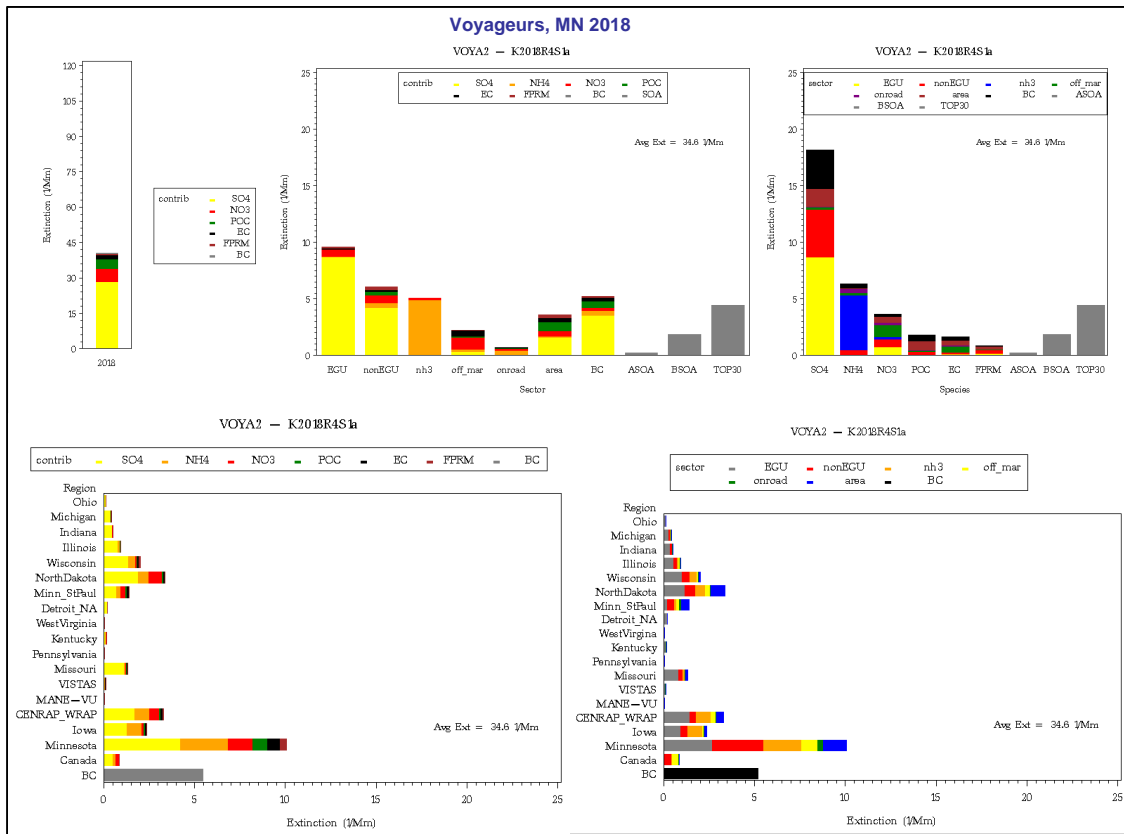 Voyageurs, MN 2018
Extinction (1/Mm)
120
105
90
75
60
45
30
15
0
2018
contrib
SO4
NO3
POC
EC
FPRM
BC
VOYA2 — K2018R4S1a
contrib SO4 NH4 NO3 POC
EC FPRM BC SOA
Avg Ext = 34.6 1/Mm
Extinction (1/Mm)
25
20
15
10
5
0
EGU nonEGU nh3 off_mar onroad area BC ASOA BSOA TOP30
Sector
VOYA2 — K2018R4S1a
sector EGU nonEGU nh3 off_mar
onroad area BC ASOA
BSOA TOP30
Avg Ext = 34.6 1/Mm
Extinction (1/Mm)
25
20
15
10
5
0
SO4 NH4 NO3 POC EC FPRM ASOA BSOA TOP30
Species
VOYA2 — K2018R4S1a
contrib SO4 NH4 NO3 POC EC FPRM BC
Region
Ohio
Michigan
Indiana
Illinois
Wisconsin
NorthDakota
Minn_StPaul
Detroit_NA
WestVirginia
Kentucky
Pennsylvania
Missouri
VISTAS
MANE—VU
CENRAP_WRAP
Iowa
Minnesota
Canada
BC
Avg Ext = 34.6 1/Mm
0 5 10 15 20 25
Extinction (1/Mm)
VOYA2 — K2018R4S1a
sector EGU nonEGU nh3 off_mar
onroad area BC
Region
Ohio
Michigan
Indiana
Illinois
Wisconsin
NorthDakota
Minn_StPaul
Detroit_NA
WestVirgina
Kentucky
Pennsylvania
Missouri
VISTAS
MANE—VU
CENRAP_WRAP
Iowa
Minnesota
Canada
BC
Avg Ext = 34.6 1/Mm
0 5 10 15 20 25
Extinction (1/Mm)